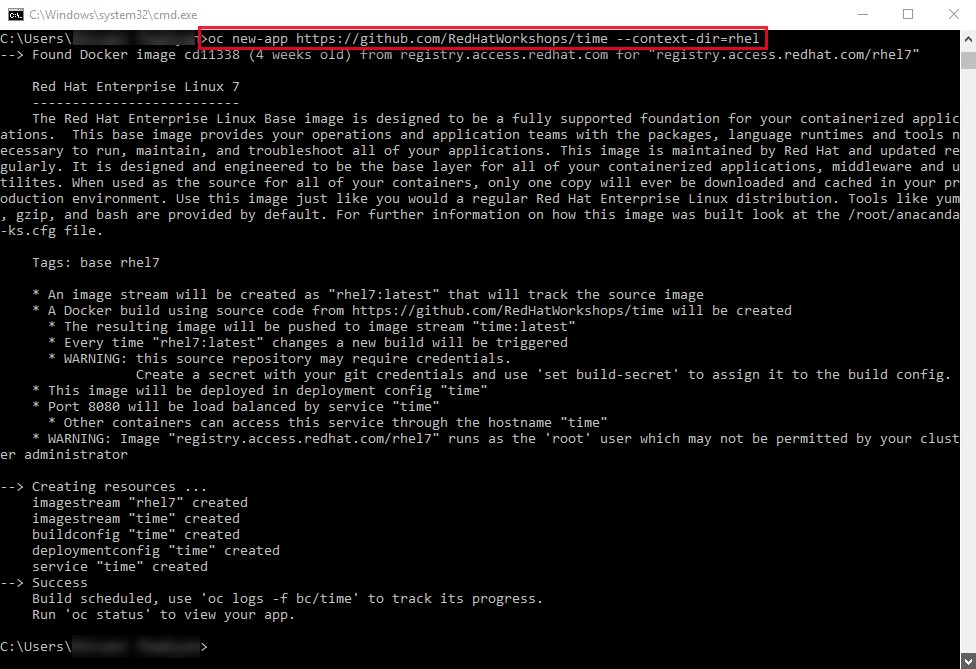 C:\Windows\system32\cmd.exe
C:\Users\ >oc new-app https://github.com/RedHatWorkshops/time --context-dir=rhel
--> Found Docker image cd11338 (4 weeks old) from registry.access.redhat.com for "registry.access.redhat.com/rhel7"
Red Hat Enterprise Linux 7
--------------------------
The Red Hat Enterprise Linux Base image is designed to be a fully supported foundation for your containerized applic
ations.  This base image provides your operations and application teams with the packages, language runtimes and tools n
ecessary to run, maintain, and troubleshoot all of your applications. This image is maintained by Red Hat and updated re
gularly. It is designed and engineered to be the base layer for all of your containerized applications, middleware and u
tilites. When used as the source for all of your containers, only one copy will ever be downloaded and cached in your pr
oduction environment. Use this image just like you would a regular Red Hat Enterprise Linux distribution. Tools like yum
, gzip, and bash are provided by default. For further information on how this image was built look at the /root/anacanda
-ks.cfg file.
Tags: base rhel7
* An image stream will be created as "rhel7:latest" that will track the source image
* A Docker build using source code from https://github.com/RedHatWorkshops/time will be created
* The resulting image will be pushed to image stream "time:latest"
* Every time "rhel7:latest" changes a new build will be triggered
* WARNING: this source repository may require credentials.
Create a secret with your git credentials and use 'set build-secret' to assign it to the build config.
* This image will be deployed in deployment config "time"
* Port 8080 will be load balanced by service "time"
* Other containers can access this service through the hostname "time"
* WARNING: Image "registry.access.redhat.com/rhel7" runs as the 'root' user which may not be permitted by your clust
er administrator
--> Creating resources ...
imagestream "rhel7" created
imagestream "time" created
buildconfig "time" created
deploymentconfig "time" created
service "time" created
--> Success
Build scheduled, use 'oc logs -f bc/time' to track its progress.
Run 'oc status' to view your app.
C:\Users\ >